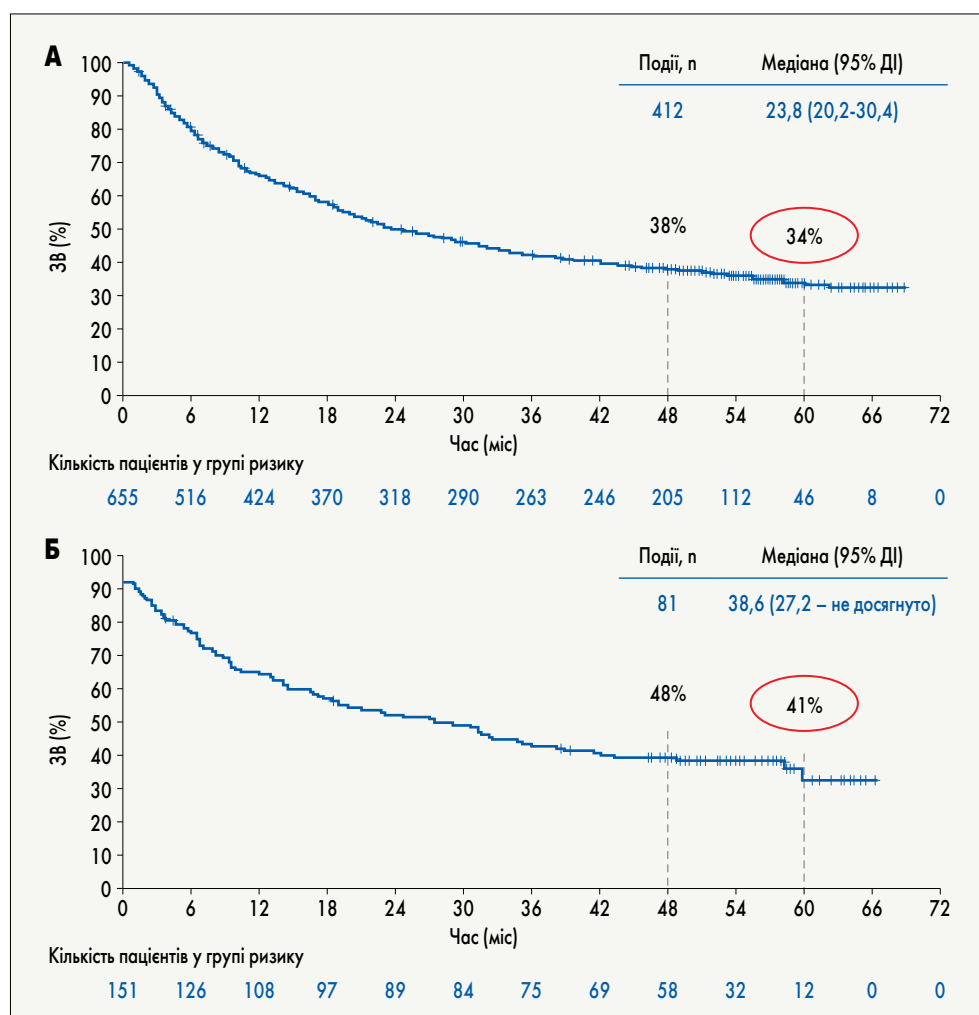 А
Події, n Медіана (95% ДІ)
412 23,8 (20,2-30,4)
100
90
80
70
60
50
40
30
20
10
0
ЗВ (%)
38% 34%
0 6 12 18 24 30 36 42 48 54 60 66 72
Час (міс)
Кількість пацієнтів у групі ризику
655 516 424 370 318 290 263 246 205 112 46 8 0
Б
Події, n Медіана (95% ДІ)
81 38,6 (27,2 – не досягнуто)
100
90
80
70
60
50
40
30
20
10
0
ЗВ (%)
48% 41%
0 6 12 18 24 30 36 42 48 54 60 66 72
Час (міс)
Кількість пацієнтів у групі ризику
151 126 108 97 89 84 75 69 58 32 12 0 0